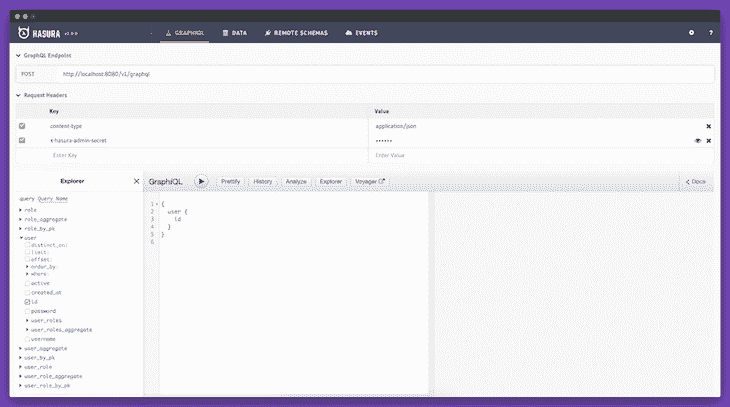 HASURA v1.0.0 GRAPHIQL DATA REMOTE SCHEMAS EVENTS ?
GraphQL Endpoint
POST http://localhost:8080/v1/graphql
Request Headers
Key Value
content-type application/json
x-hasura-admin-secret ••••••
Enter Key Enter Value
Explorer GraphiQL Prettify History Analyze Explorer Voyager Docs
query Query Name
role
role_aggregate
role_by_pk
user
distinct_on:
limit:
offset:
order_by:
where:
active
created_at
id
password
user_roles
user_roles_aggregate
username
user_aggregate
user_by_pk
user_role
user_role_aggregate
user_role_by_pk
1 {
2 user {
3 id
4 }
5 }
6